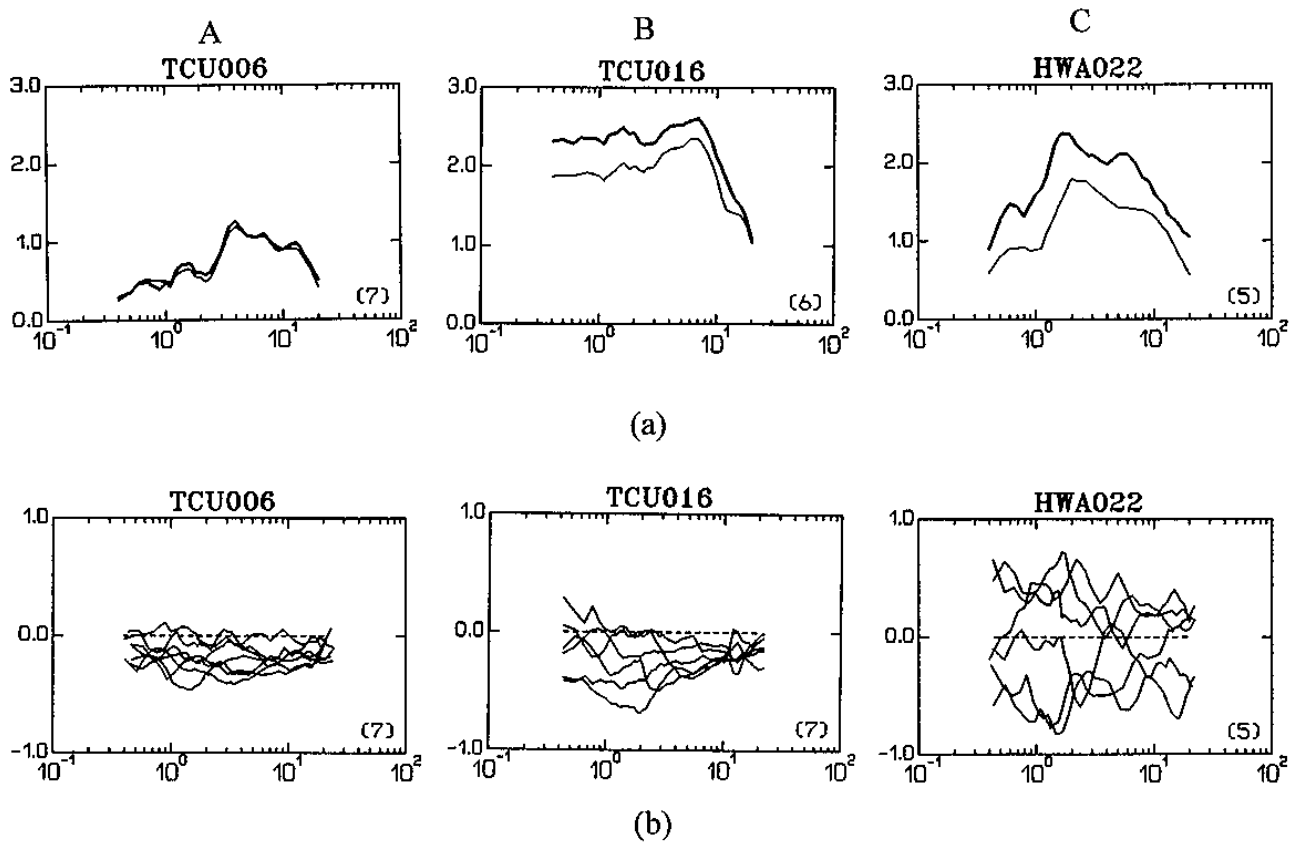 A B C
TCU006 TCU016 HWA022
3.0 3.0 3.0
2.0 2.0 2.0
1.0 1.0 1.0
(7) (6) (5)
0.0 0.0 0.0
10⁻¹ 10⁰ 10¹ 10² 10⁻¹ 10⁰ 10¹ 10² 10⁻¹ 10⁰ 10¹ 10²
(a)
TCU006 TCU016 HWA022
1.0 1.0 1.0
0.0 0.0 0.0
(7) (7) (5)
-1.0 -1.0 -1.0
10⁻¹ 10⁰ 10¹ 10² 10⁻¹ 10⁰ 10¹ 10² 10⁻¹ 10⁰ 10¹ 10²
(b)